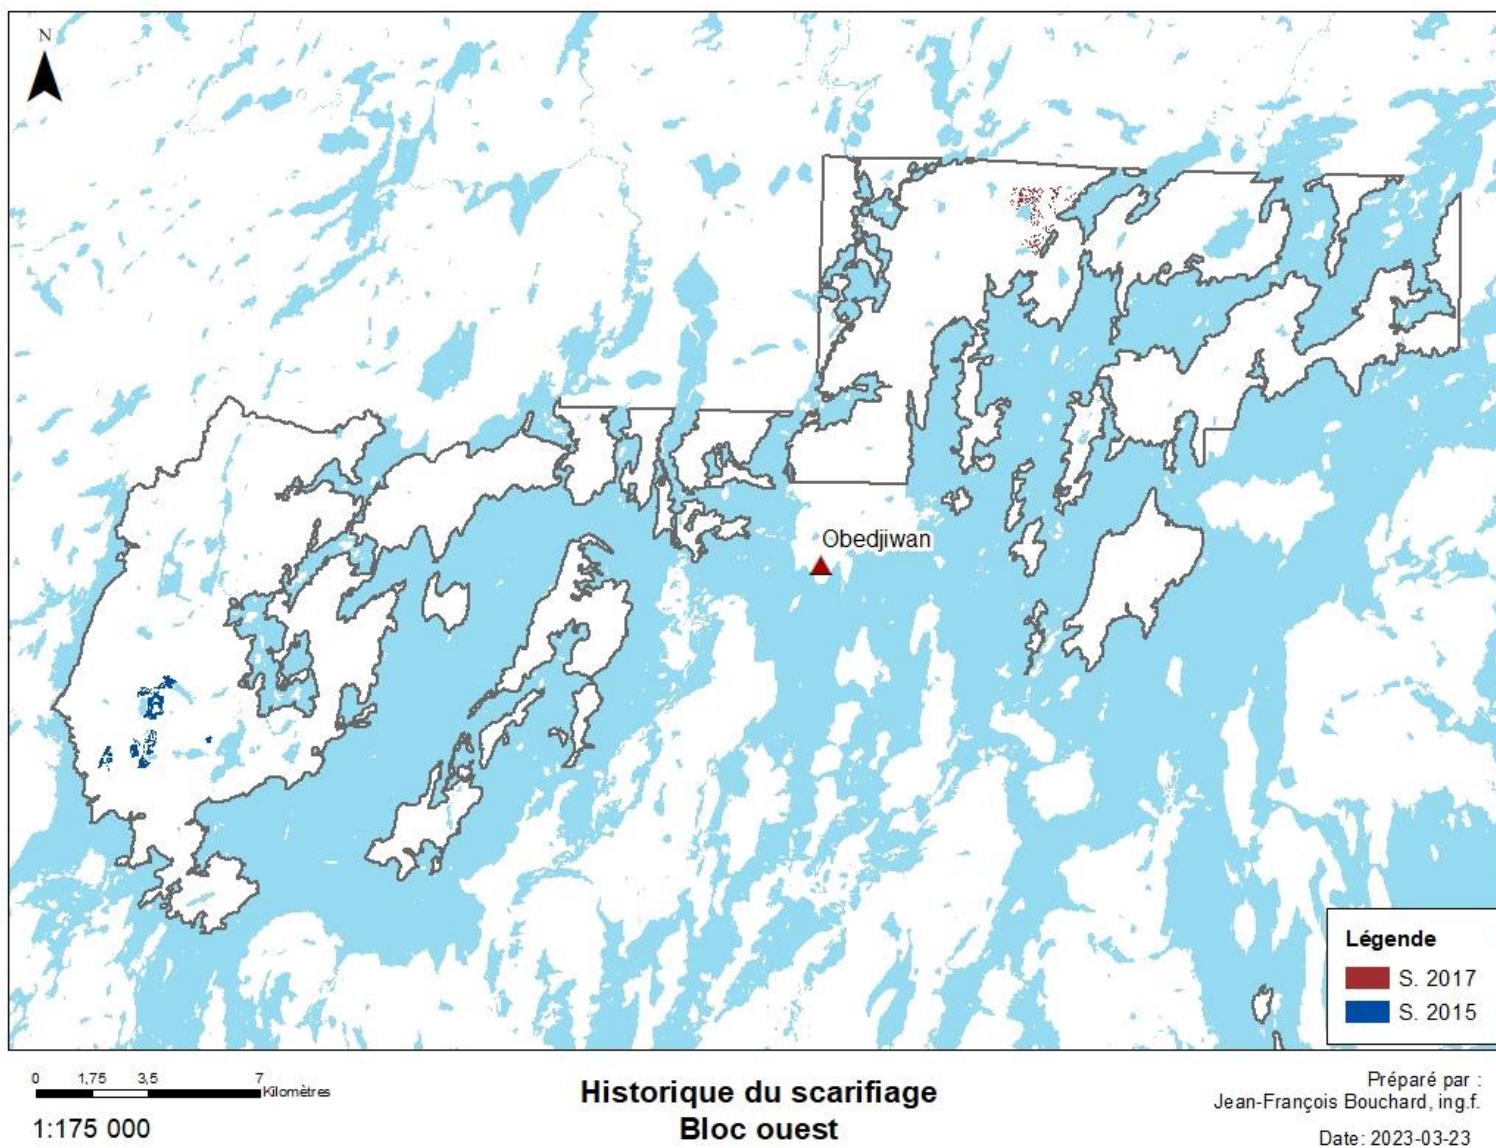 N
Obedjiwan
Légende
S. 2017
S. 2015
0 1,75 3,5 7
Kilomètres
1:175 000
Historique du scarifiage
Bloc ouest
Préparé par :
Jean-François Bouchard, ing.f.
Date: 2023-03-23